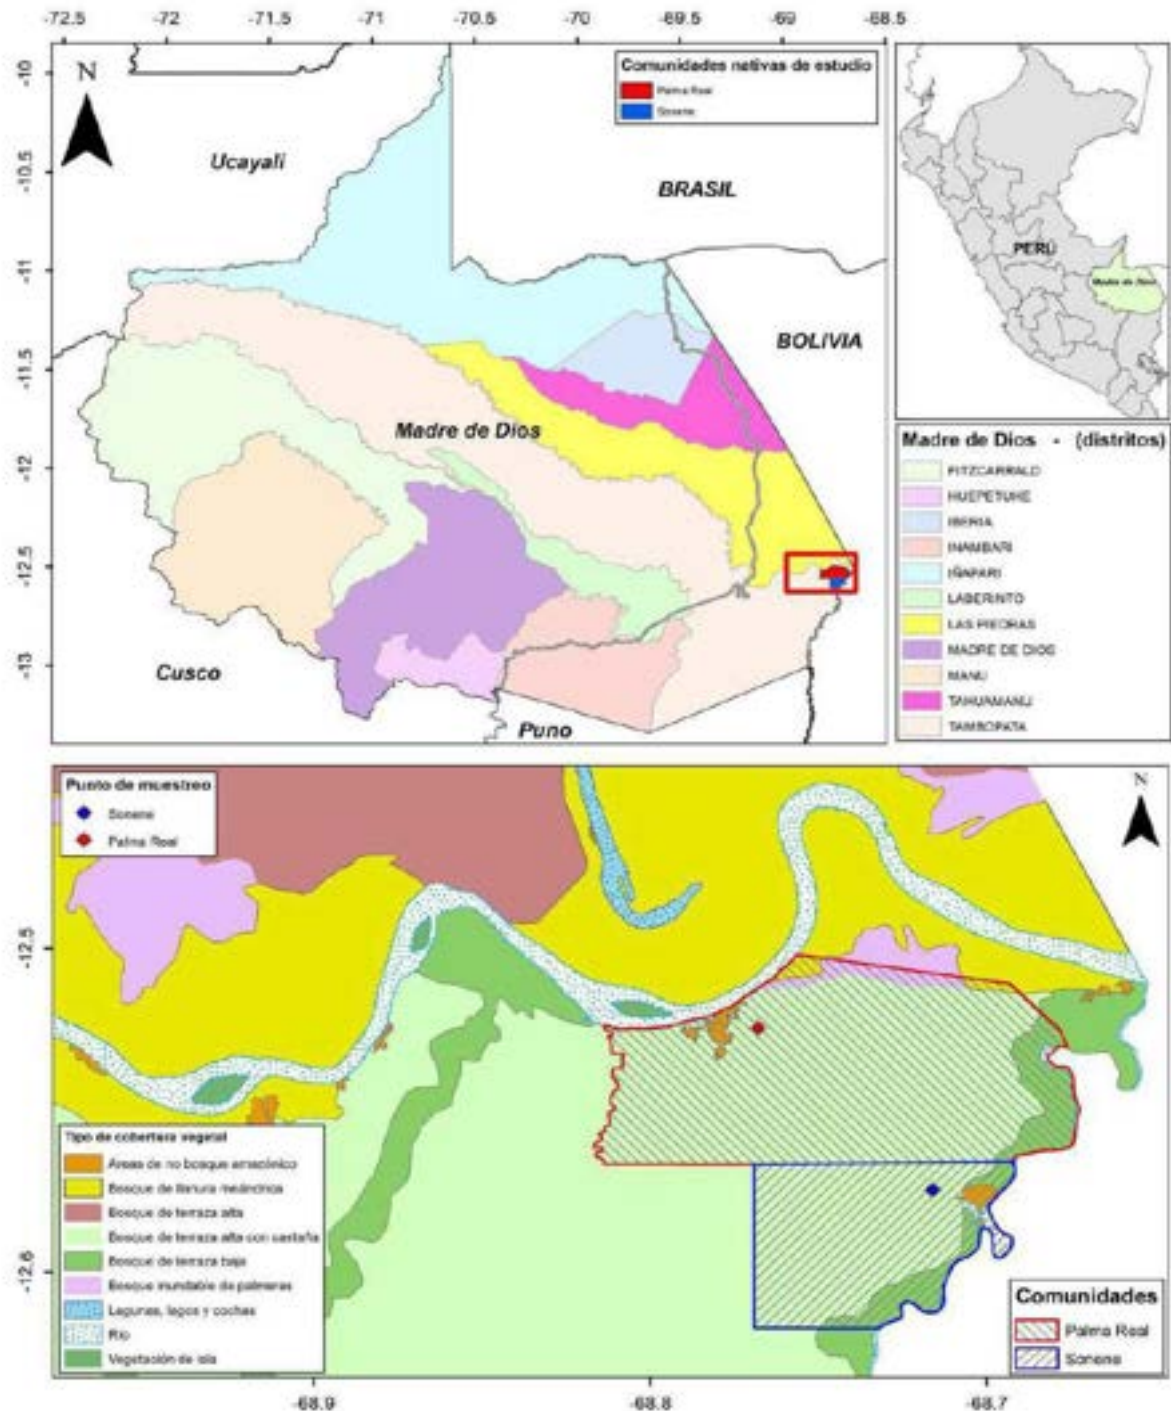 -72.5 -72 -71.5 -71 -70.5 -70 -69.5 -69 -68.5
-10
-10.5
-11
-11.5
-12
-12.5
-13
N
Comunidades nativas de estudio
Palma Real
Sonene
Ucayali
BRASIL
BOLIVIA
Madre de Dios
Cusco
Puno
PERÚ
Madre de Dios
Madre de Dios - (distritos)
FITZCARRALD
HUEPETUHE
IBERIA
INAMBARI
IÑAPARI
LABERINTO
LAS PIEDRAS
MADRE DE DIOS
MANU
TAHUAMANU
TAMBOPATA
Punto de muestreo
Sonene
Palma Real
N
-12.5
-12.6
Tipo de cobertura vegetal
Áreas de no bosque amazónico
Bosque de llanura meándrica
Bosque de terraza alta
Bosque de terraza alta con castaña
Bosque de terraza baja
Bosque inundable de palmeras
Lagunas, lagos y cochas
Río
Vegetación de isla
Comunidades
Palma Real
Sonene
-68.9 -68.8 -68.7